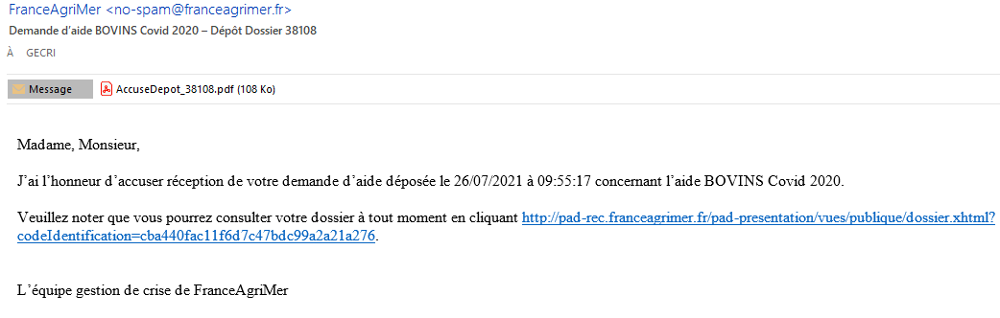 FranceAgriMer <no-spam@franceagrimer.fr>
Demande d'aide BOVINS Covid 2020 – Dépôt Dossier 38108
À GECRI
Message AccuseDepot_38108.pdf (108 Ko)
Madame, Monsieur,
J'ai l'honneur d'accuser réception de votre demande d'aide déposée le 26/07/2021 à 09:55:17 concernant l'aide BOVINS Covid 2020.
Veuillez noter que vous pourrez consulter votre dossier à tout moment en cliquant http://pad-rec.franceagrimer.fr/pad-presentation/vues/publique/dossier.xhtml?
codeIdentification=cba440fac11f6d7c47bdc99a2a21a276.
L'équipe gestion de crise de FranceAgriMer